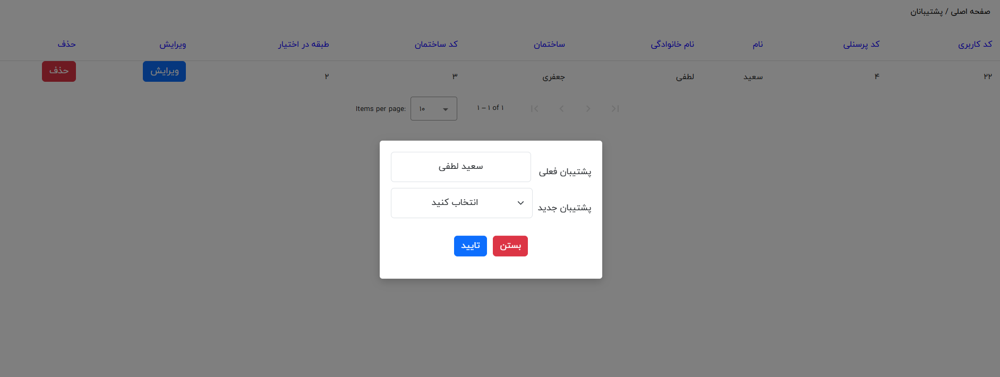 صفحه اصلی / پشتیبانان
کد کاربری کد پرسنلی نام نام خانوادگی ساختمان کد ساختمان طبقه در اختیار ویرایش حذف
۲۲ ۴ سعید لطفی جعفری ۳ ۲ ویرایش حذف
Items per page: ۱۰ ۱ – ۱ of ۱
پشتیبان فعلی سعید لطفی
پشتیبان جدید انتخاب کنید
بستن تایید